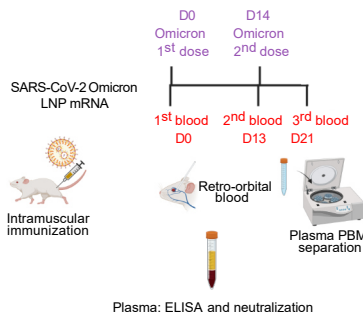 D0
Omicron
1st dose
D14
Omicron
2nd dose
SARS-CoV-2 Omicron
LNP mRNA
1st blood
D0
2nd blood
D13
3rd blood
D21
Intramuscular
immunization
Retro-orbital
blood
Plasma PBM
separation
Plasma: ELISA and neutralization